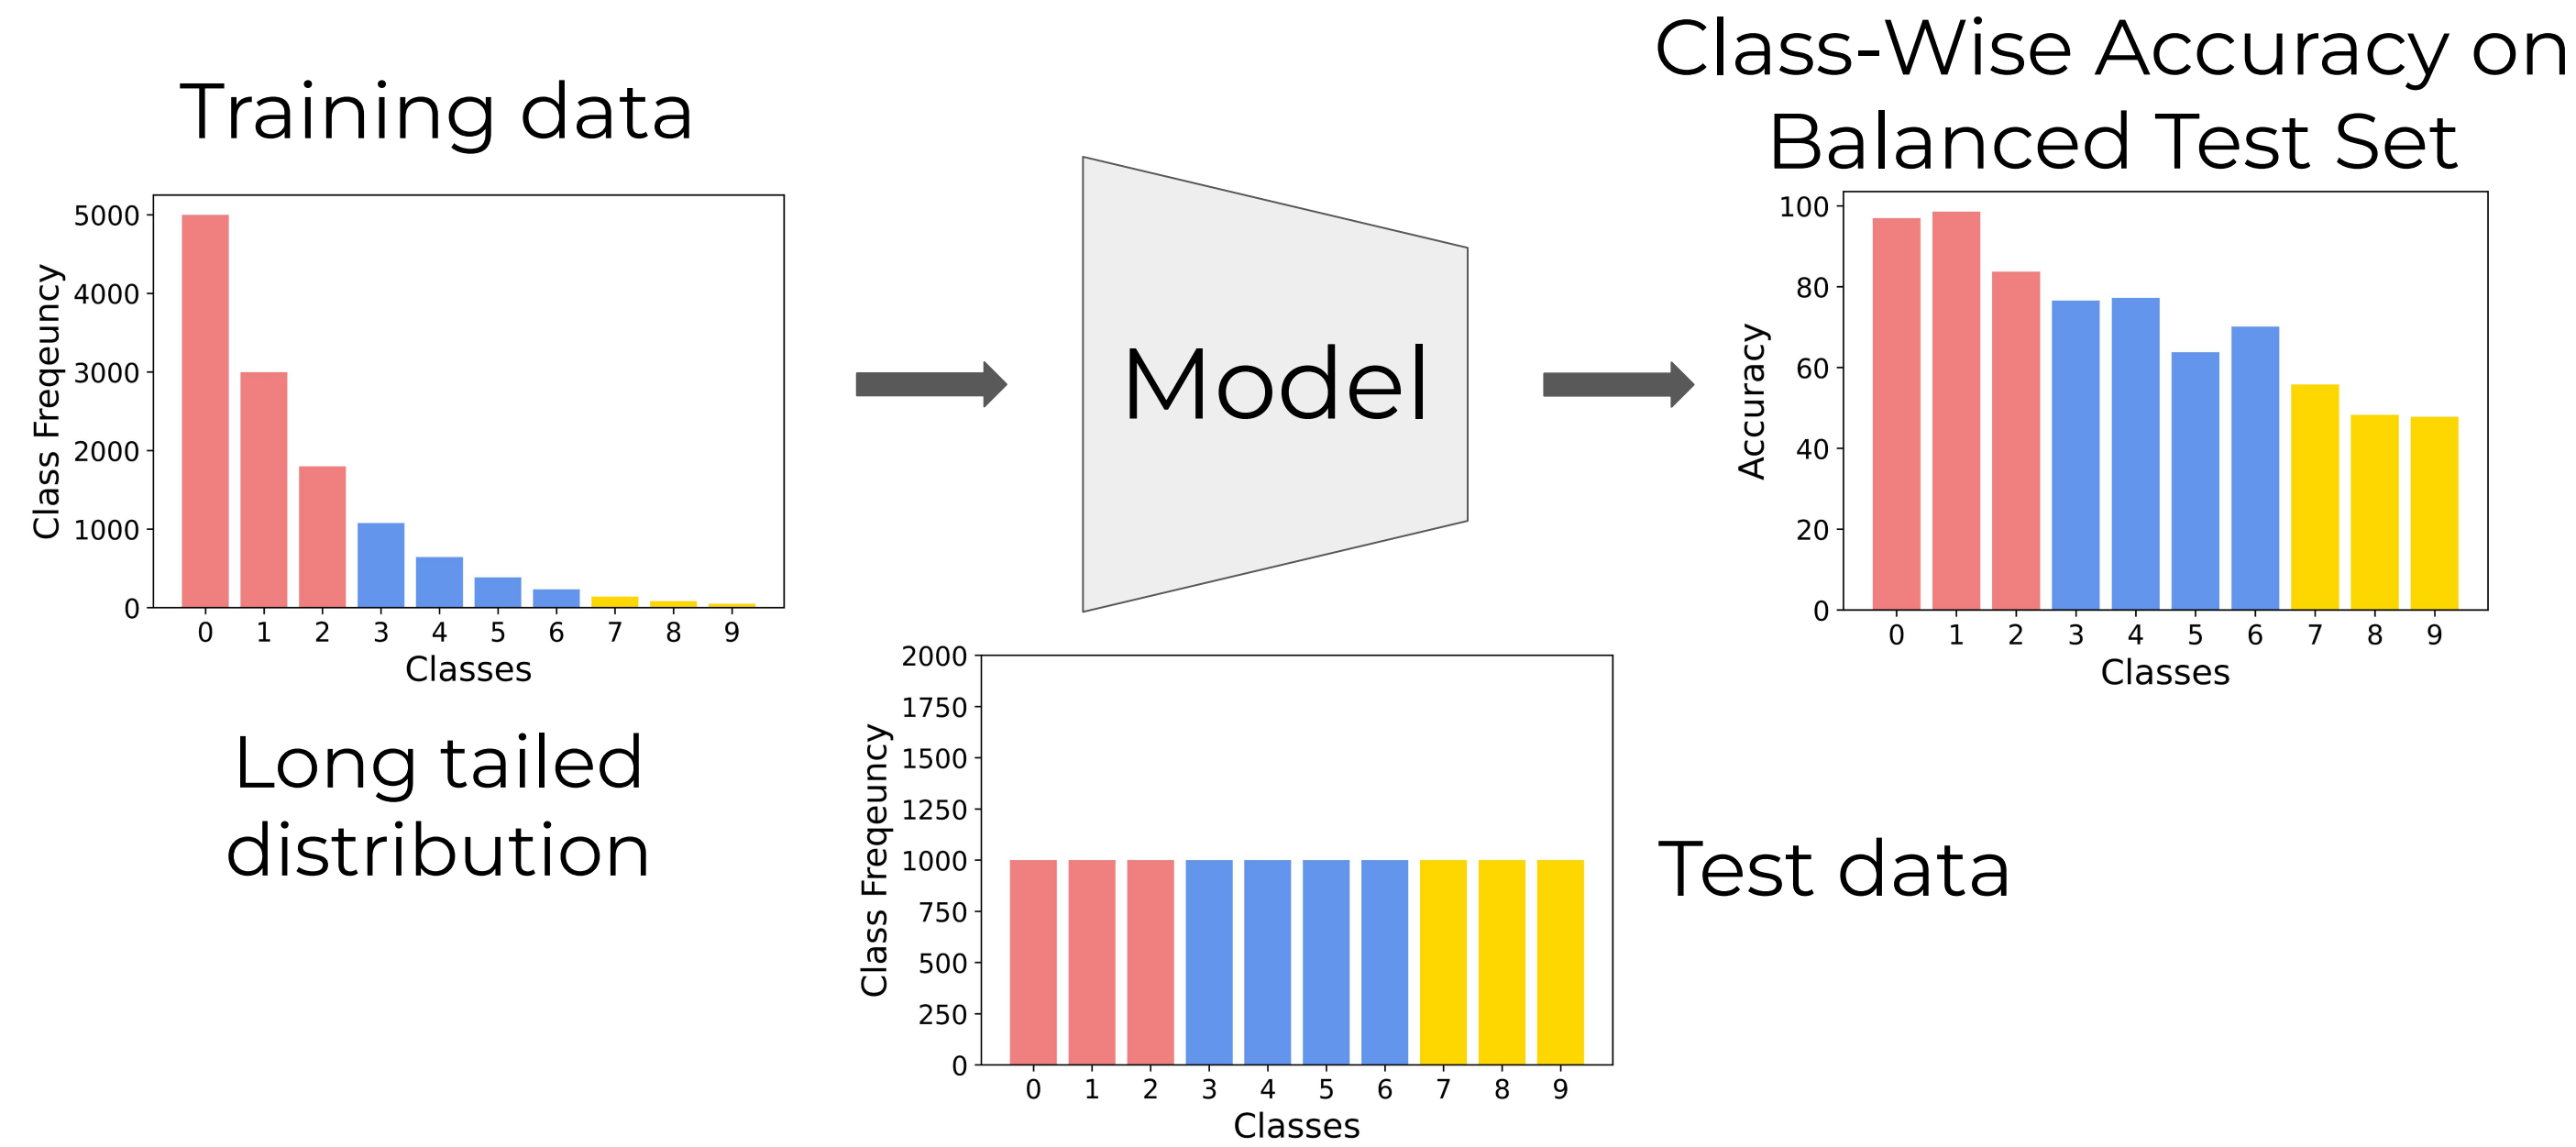 Training data
5000
4000
3000
2000
1000
0
Class Freqeuncy
0 1 2 3 4 5 6 7 8 9
Classes
Long tailed
distribution
Model
2000
1750
1500
1250
1000
750
500
250
0
Class Freqeuncy
0 1 2 3 4 5 6 7 8 9
Classes
Test data
Class-Wise Accuracy on
Balanced Test Set
100
80
60
40
20
0
Accuracy
0 1 2 3 4 5 6 7 8 9
Classes